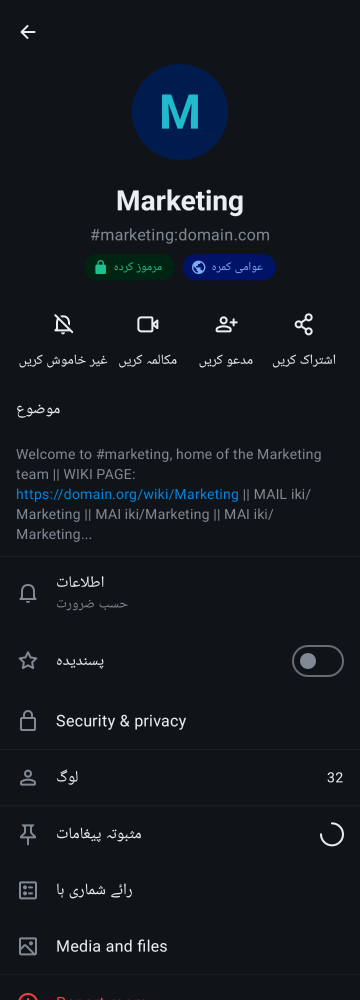 M
Marketing
#marketing:domain.com
مرموز کردہ
عوامی کمرہ
غیر خاموش کریں
مکالمہ کریں
مدعو کریں
اشتراک کریں
موضوع
Welcome to #marketing, home of the Marketing
team || WIKI PAGE:
https://domain.org/wiki/Marketing || MAIL iki/
Marketing || MAI iki/Marketing || MAI iki/
Marketing...
اطلاعات
حسب ضرورت
پسندیدہ
Security & privacy
لوگ
32
مثبوتہ پیغامات
رائے شماری ہا
Media and files